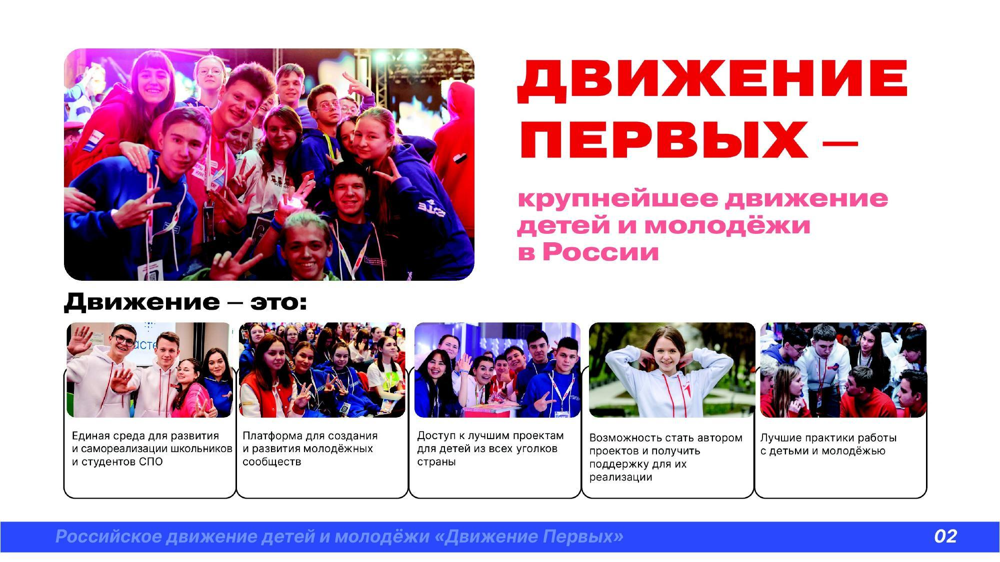 ДВИЖЕНИЕ
ПЕРВЫХ –
крупнейшее движение
детей и молодёжи
в России
Движение – это:
Единая среда для развития
и самореализации школьников
и студентов СПО
Платформа для создания
и развития молодёжных
сообществ
Доступ к лучшим проектам
для детей из всех уголков
страны
Возможность стать автором
проектов и получить
поддержку для их
реализации
Лучшие практики работы
с детьми и молодёжью
Российское движение детей и молодёжи «Движение Первых»
02